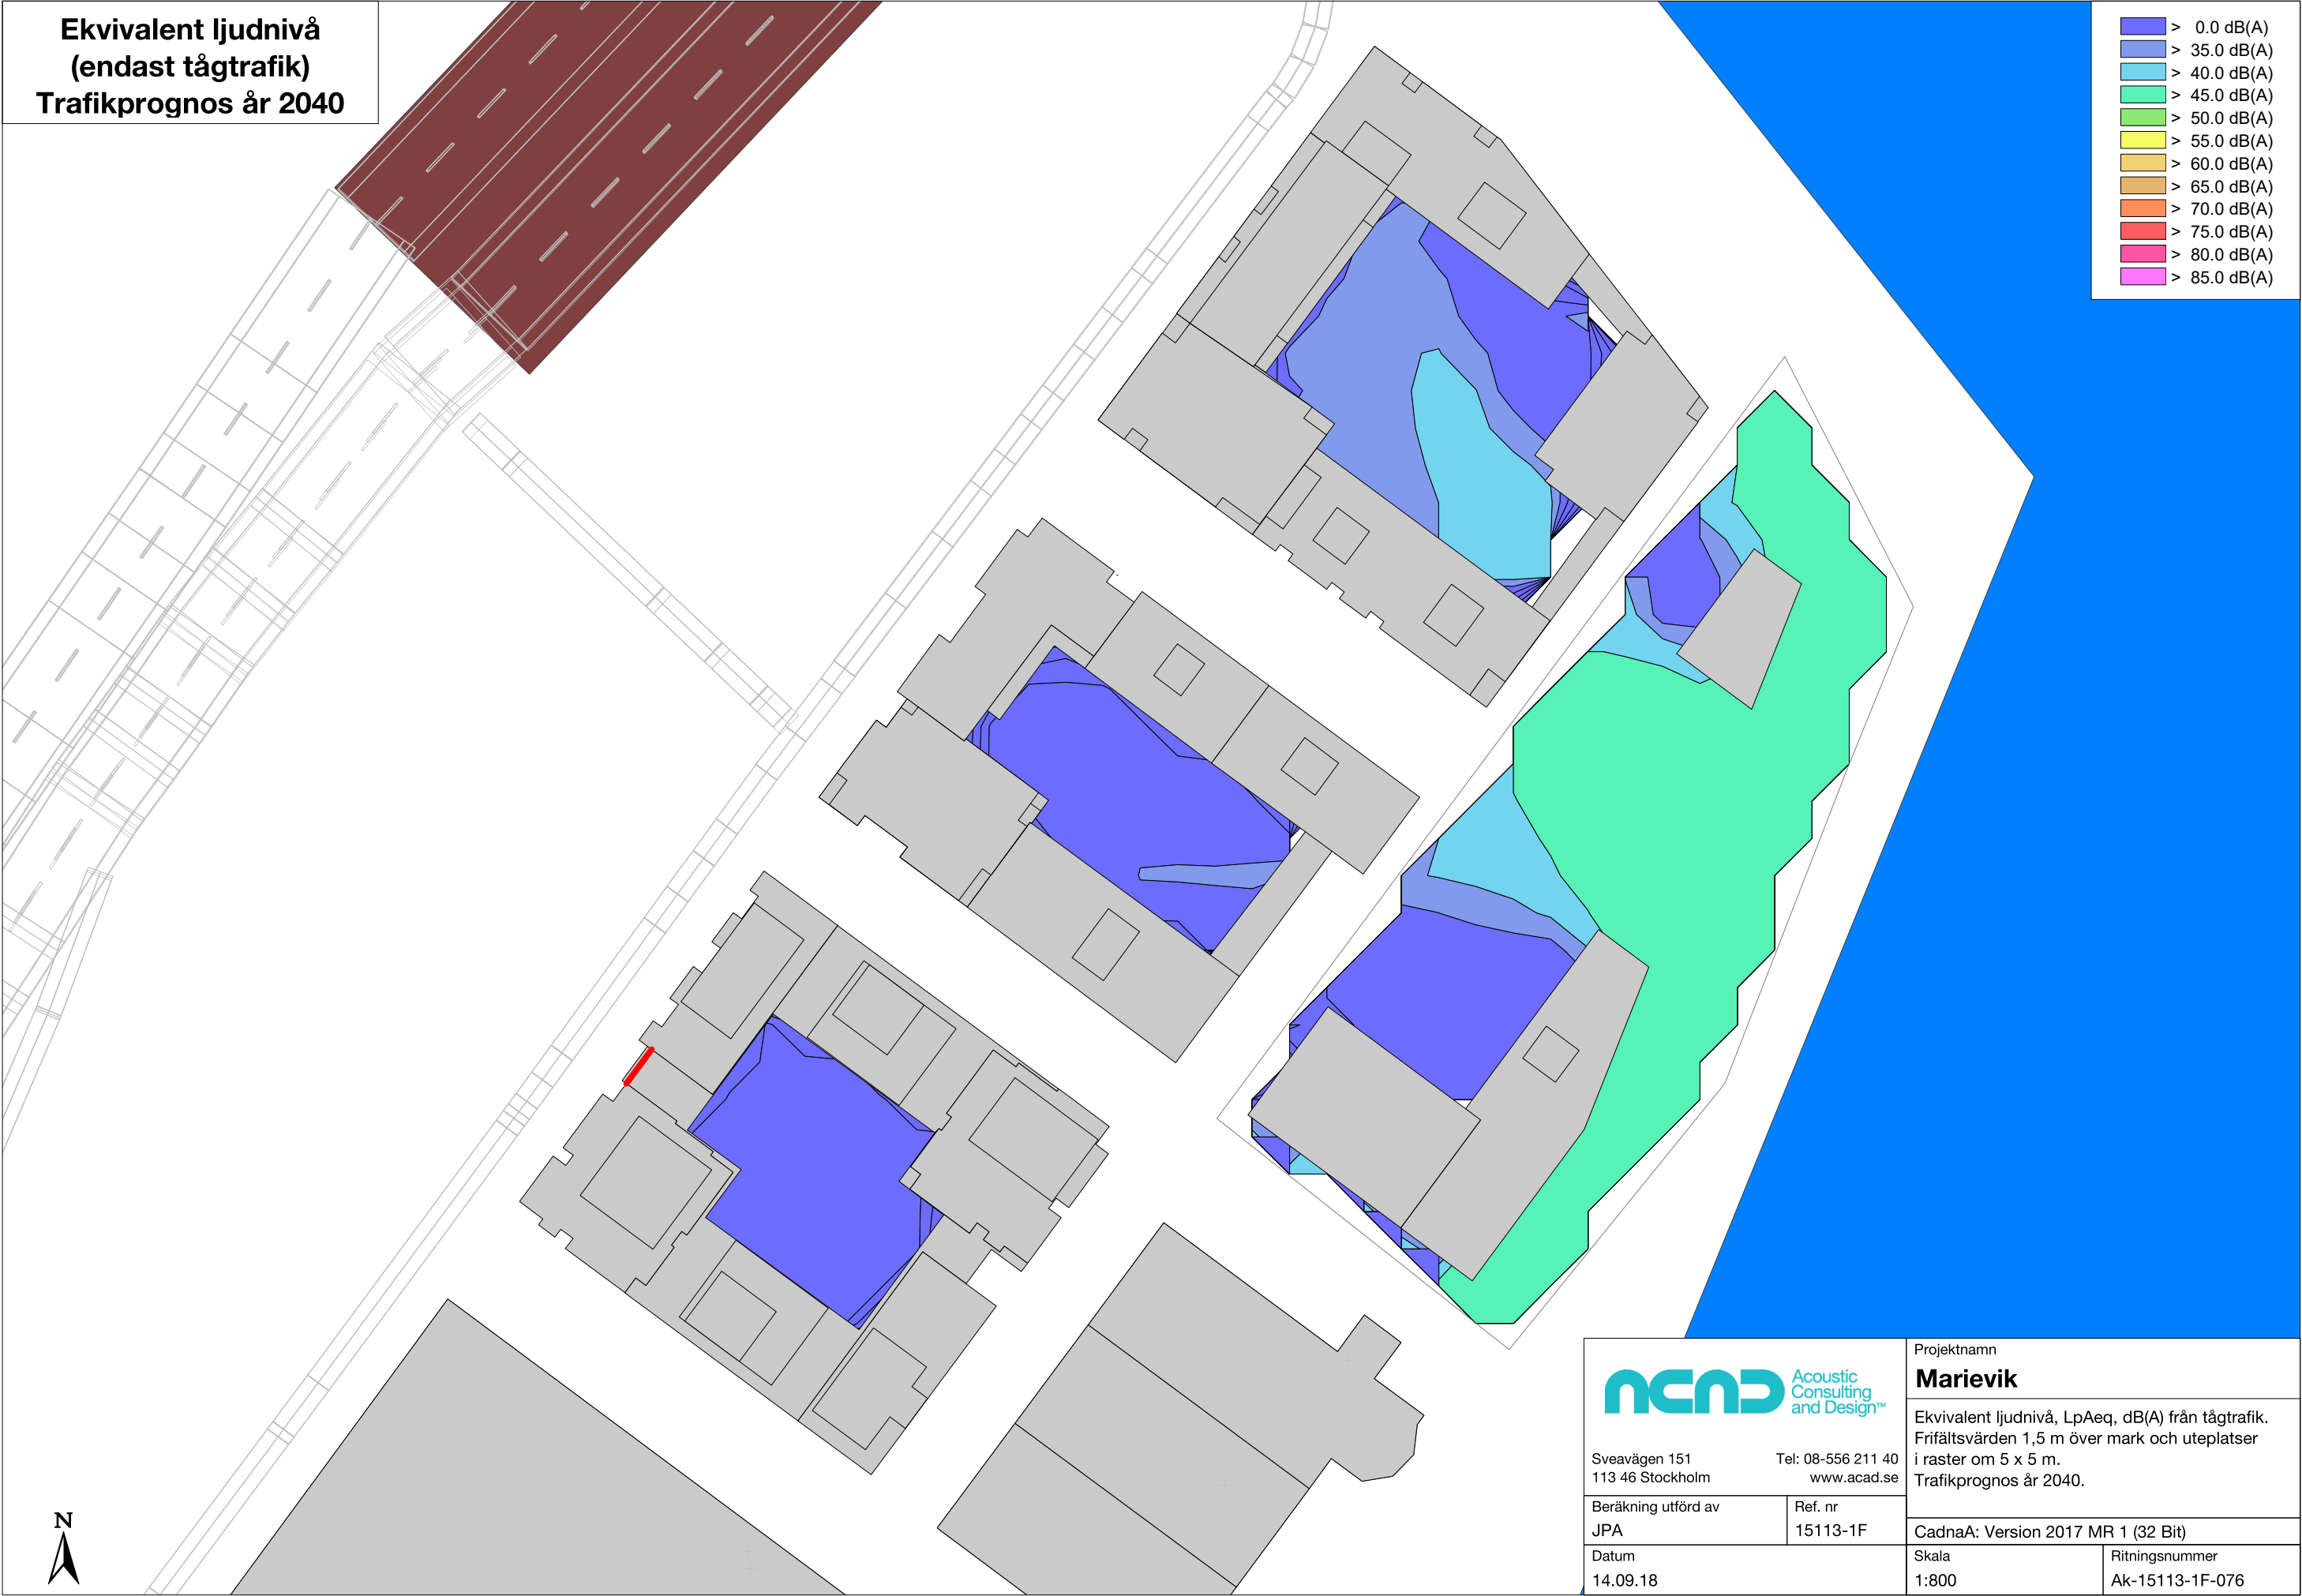 Ekvivalent ljudnivå
(endast tågtrafik)
Trafikprognos år 2040
> 0.0 dB(A)
> 35.0 dB(A)
> 40.0 dB(A)
> 45.0 dB(A)
> 50.0 dB(A)
> 55.0 dB(A)
> 60.0 dB(A)
> 65.0 dB(A)
> 70.0 dB(A)
> 75.0 dB(A)
> 80.0 dB(A)
> 85.0 dB(A)
N
ACAD
Acoustic
Consulting
and Design™
Sveavägen 151 Tel: 08-556 211 40
113 46 Stockholm www.acad.se
Beräkning utförd av
JPA
Ref. nr
15113-1F
Datum
14.09.18
Projektnamn
Marievik
Ekvivalent ljudnivå, LpAeq, dB(A) från tågtrafik.
Frifältsvärden 1,5 m över mark och uteplatser
i raster om 5 x 5 m.
Trafikprognos år 2040.
CadnaA: Version 2017 MR 1 (32 Bit)
Skala
1:800
Ritningsnummer
Ak-15113-1F-076